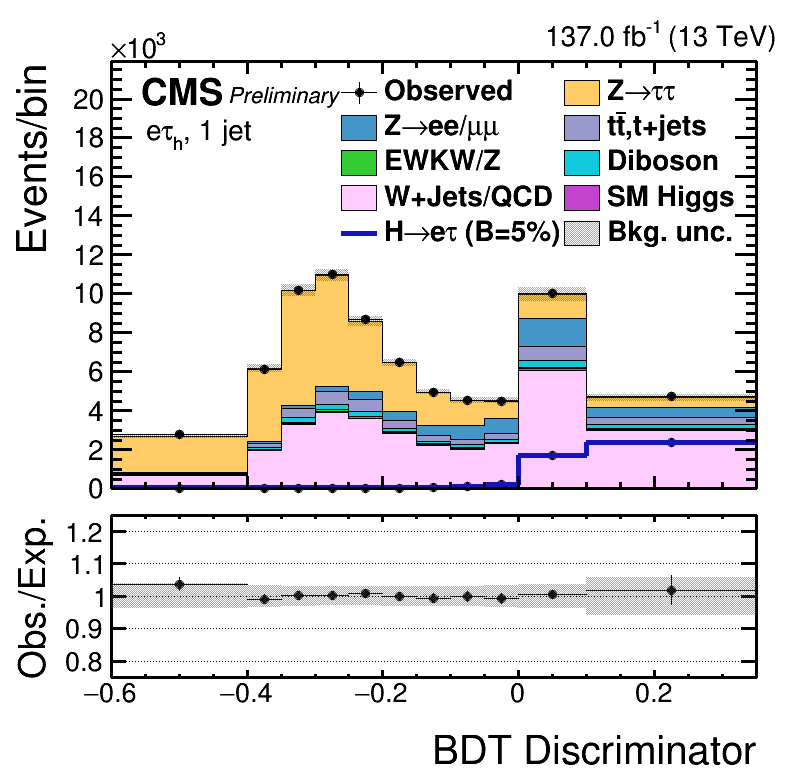 ×10³
137.0 fb⁻¹ (13 TeV)
Events/bin
CMS Preliminary
eτₕ, 1 jet
Observed
Z→ττ
Z→ee/μμ
tt̄,t+jets
EWKW/Z
Diboson
W+Jets/QCD
SM Higgs
H→eτ (B=5%)
Bkg. unc.
20
18
16
14
12
10
8
6
4
2
0
Obs./Exp.
1.2
1.1
1
0.9
0.8
−0.6 −0.4 −0.2 0 0.2
BDT Discriminator